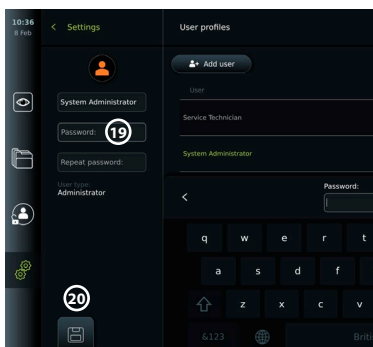 10:36
8 Feb
Settings
User profiles
Add user
User
System Administrator
Service Technician
Password:
19
Repeat password:
System Administrator
User type:
Administrator
Password:
q w e r t
a s d f
z x c v
20
&123